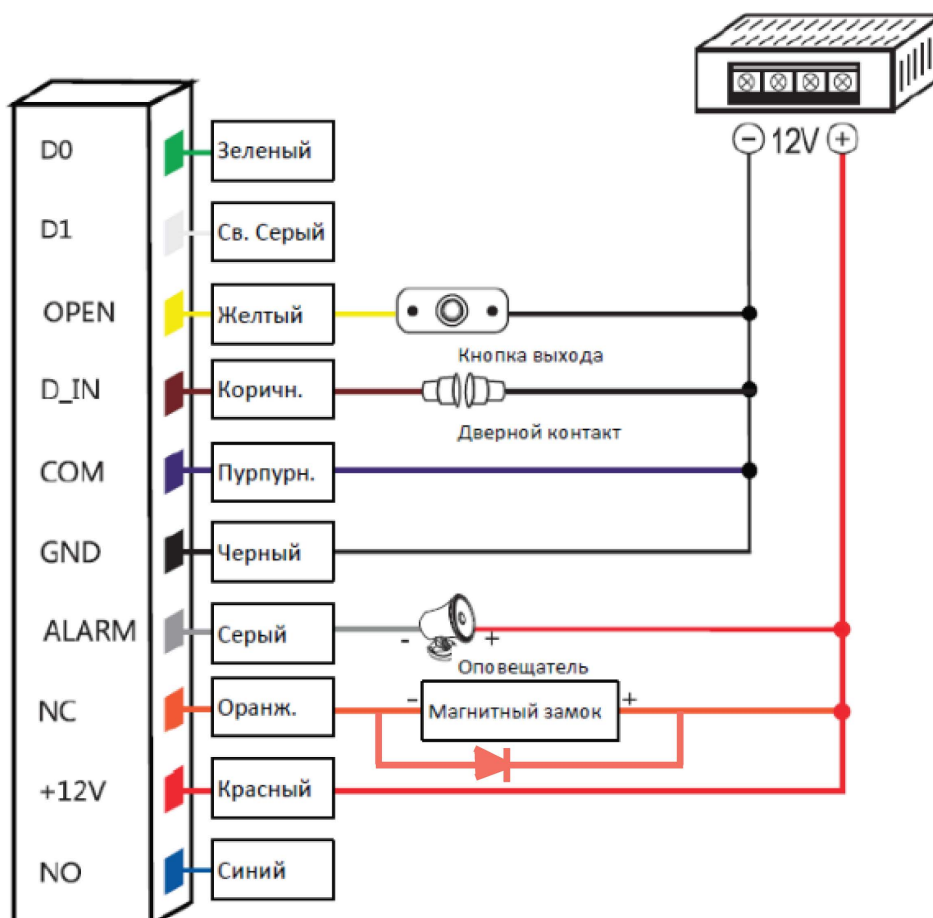 − 12V +
D0 Зеленый
D1 Св. Серый
OPEN Желтый
Кнопка выхода
D_IN Коричн.
Дверной контакт
COM Пурпурн.
GND Черный
ALARM Серый - +
Оповещатель
NC Оранж. - Магнитный замок +
+12V Красный
NO Синий